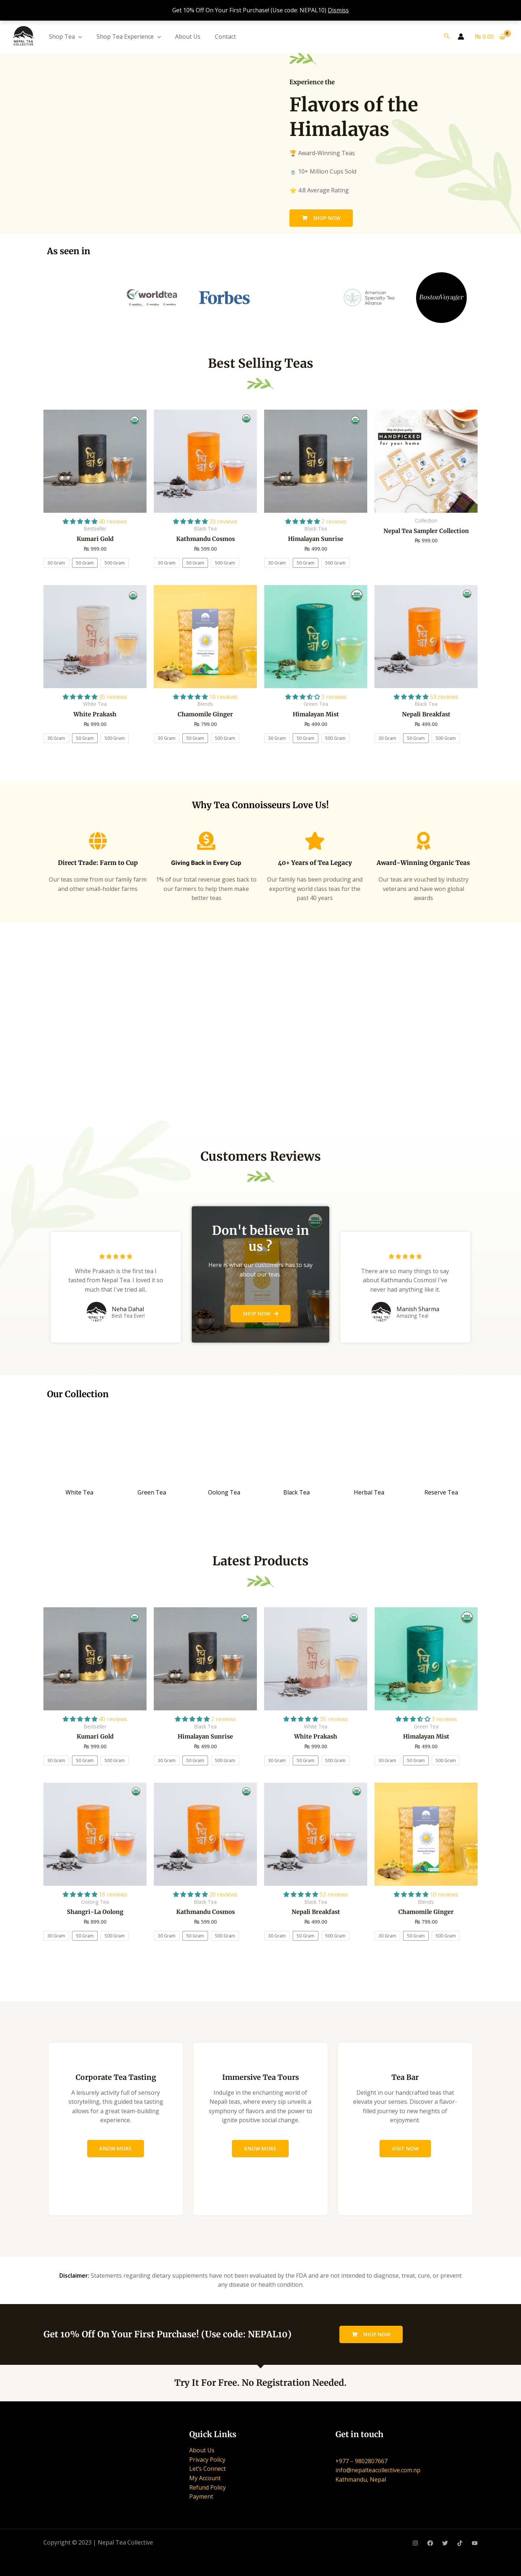 Get 10% Off On Your First Purchase! (Use code: NEPAL10) Dismiss
NEPAL TEA
COLLECTIVE
Shop Tea
Shop Tea Experience
About Us
Contact
₨ 0.00
0
Experience the
Flavors of the
Himalayas
🏆 Award-Winning Teas
🍵 10+ Million Cups Sold
⭐ 4.8 Average Rating
SHOP NOW
As seen in
worldtea
Forbes
American
Specialty Tea
Alliance
BostonVoyager
Best Selling Teas
40 reviews
Bestseller
Kumari Gold
₨ 999.00
30 Gram 50 Gram 500 Gram
20 reviews
Black Tea
Kathmandu Cosmos
₨ 599.00
30 Gram 50 Gram 500 Gram
2 reviews
Black Tea
Himalayan Sunrise
₨ 499.00
30 Gram 50 Gram 500 Gram
HANDPICKED
FOR YOU
Collection
Nepal Tea Sampler Collection
₨ 999.00
35 reviews
White Tea
White Prakash
₨ 999.00
30 Gram 50 Gram 500 Gram
10 reviews
Blends
Chamomile Ginger
₨ 799.00
30 Gram 50 Gram 500 Gram
3 reviews
Green Tea
Himalayan Mist
₨ 499.00
30 Gram 50 Gram 500 Gram
53 reviews
Black Tea
Nepali Breakfast
₨ 499.00
30 Gram 50 Gram 500 Gram
Why Tea Connoisseurs Love Us!
Direct Trade: Farm to Cup
Our teas come from our family farm
and other small-holder farms
Giving Back in Every Cup
1% of our total revenue goes back to
our farmers to help them make
better teas
40+ Years of Tea Legacy
Our family has been producing and
exporting world class teas for the
past 40 years
Award-Winning Organic Teas
Our teas are vouched by industry
veterans and have won global
awards
Customers Reviews
White Prakash is the first tea I
tasted from Nepal Tea. I loved it so
much that I've tried all..
Neha Dahal
Best Tea Ever!
Don't believe in
us ?
Here is what our customers has to say
about our teas.
SHOP NOW
There are so many things to say
about Kathmandu Cosmos! I've
never had anything like it.
Manish Sharma
Amazing Tea!
Our Collection
White Tea
Green Tea
Oolong Tea
Black Tea
Herbal Tea
Reserve Tea
Latest Products
40 reviews
Bestseller
Kumari Gold
₨ 999.00
30 Gram 50 Gram 500 Gram
2 reviews
Black Tea
Himalayan Sunrise
₨ 499.00
30 Gram 50 Gram 500 Gram
35 reviews
White Tea
White Prakash
₨ 999.00
30 Gram 50 Gram 500 Gram
3 reviews
Green Tea
Himalayan Mist
₨ 499.00
30 Gram 50 Gram 500 Gram
16 reviews
Oolong Tea
Shangri-La Oolong
₨ 899.00
30 Gram 50 Gram 500 Gram
20 reviews
Black Tea
Kathmandu Cosmos
₨ 599.00
30 Gram 50 Gram 500 Gram
53 reviews
Black Tea
Nepali Breakfast
₨ 499.00
30 Gram 50 Gram 500 Gram
10 reviews
Blends
Chamomile Ginger
₨ 799.00
30 Gram 50 Gram 500 Gram
Corporate Tea Tasting
A leisurely activity full of sensory
storytelling, this guided tea tasting
allows for a great team-building
experience.
KNOW MORE
Immersive Tea Tours
Indulge in the enchanting world of
Nepali teas, where every sip unveils a
symphony of flavors and the power to
ignite positive social change.
KNOW MORE
Tea Bar
Delight in our handcrafted teas that
elevate your senses. Discover a flavor-
filled journey to new heights of
enjoyment.
VISIT NOW
Disclaimer: Statements regarding dietary supplements have not been evaluated by the FDA and are not intended to diagnose, treat, cure, or prevent
any disease or health condition.
Get 10% Off On Your First Purchase! (Use code: NEPAL10)
SHOP NOW
Try It For Free. No Registration Needed.
Quick Links
About Us
Privacy Policy
Let's Connect
My Account
Refund Policy
Payment
Get in touch
+977 – 9802807667
info@nepalteacollective.com.np
Kathmandu, Nepal
Copyright © 2023 | Nepal Tea Collective